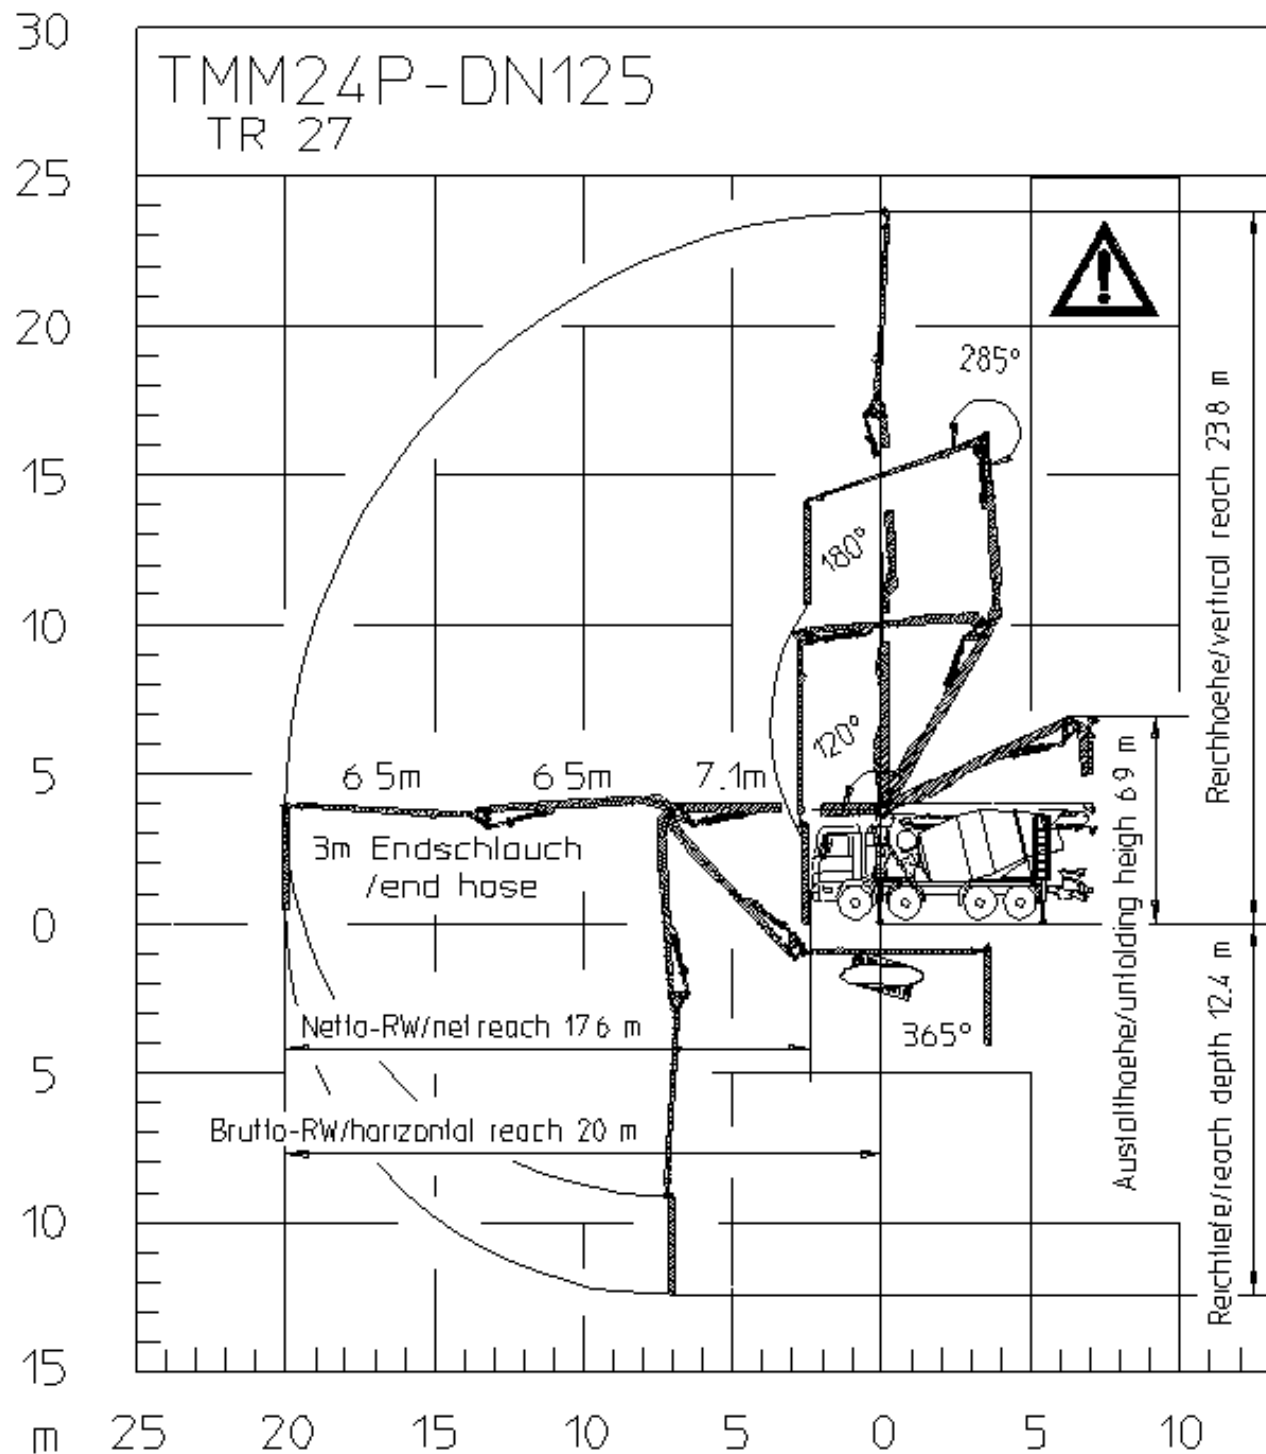 30
TMM24P-DN125
TR 27
25
20
285°
15
180°
10
120°
5
6 5m
6 5m
7.1m
3m Endschlauch
/end hose
0
Netto-RW/net reach 17 6 m
365°
5
Brutto-RW/horizontal reach 20 m
10
15
m
25
20
15
10
5
0
5
10
Reichhoehe/vertical reach 23 8 m
Ausfalthoehe/unfolding heigh 6 9 m
Reichtiefe/reach depth 12.4 m